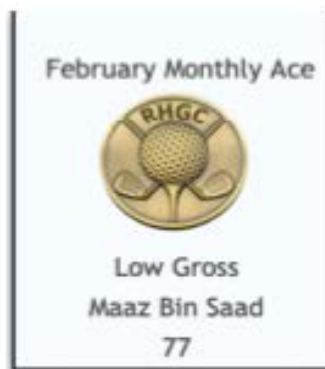 February Monthly Ace
RHGC
Low Gross
Maaz Bin Saad
77